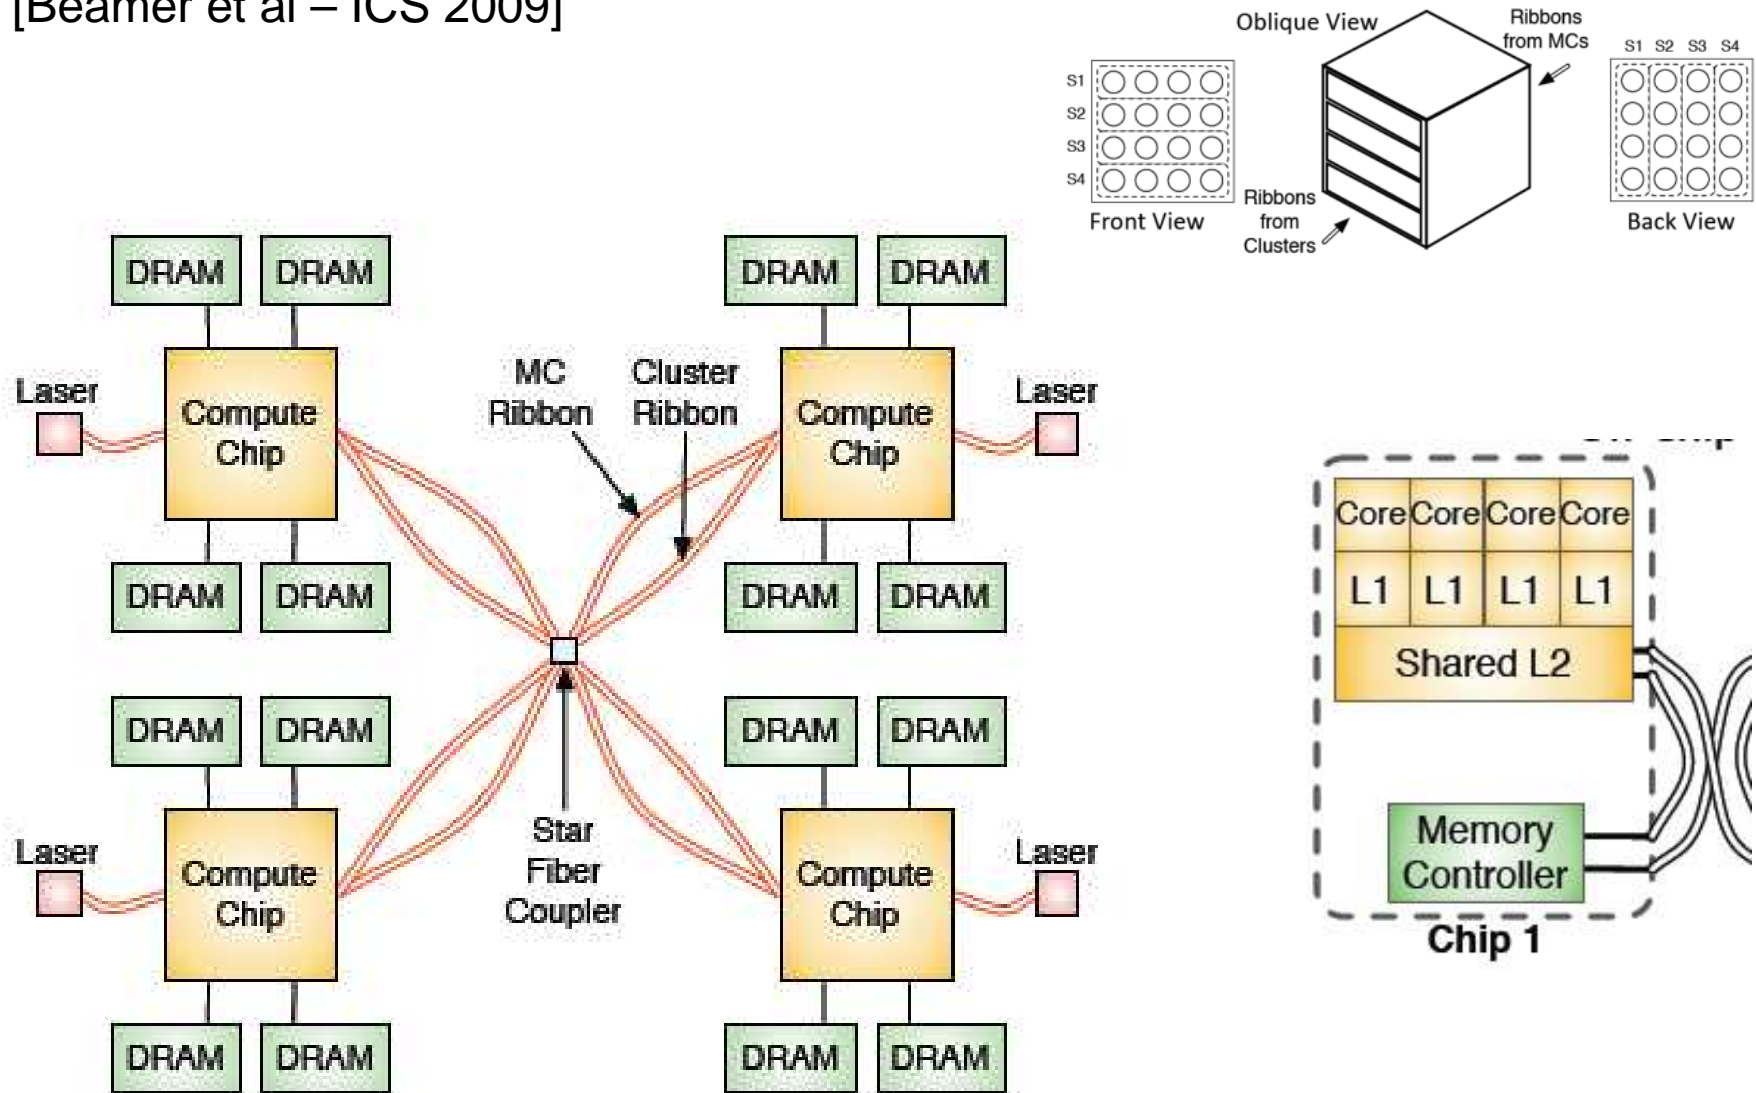 [Beamer et al – ICS 2009]
Oblique View
Ribbons
from MCs
S1 S2 S3 S4
S1
S2
S3
S4
Front View
Ribbons
from
Clusters
Back View
DRAM DRAM
DRAM DRAM
Laser
Compute
Chip
MC
Ribbon
Cluster
Ribbon
Compute
Chip
Laser
DRAM DRAM
DRAM DRAM
DRAM DRAM
DRAM DRAM
Laser
Compute
Chip
Star
Fiber
Coupler
Compute
Chip
Laser
DRAM DRAM
DRAM DRAM
Core Core Core Core
L1 L1 L1 L1
Shared L2
Memory
Controller
Chip 1